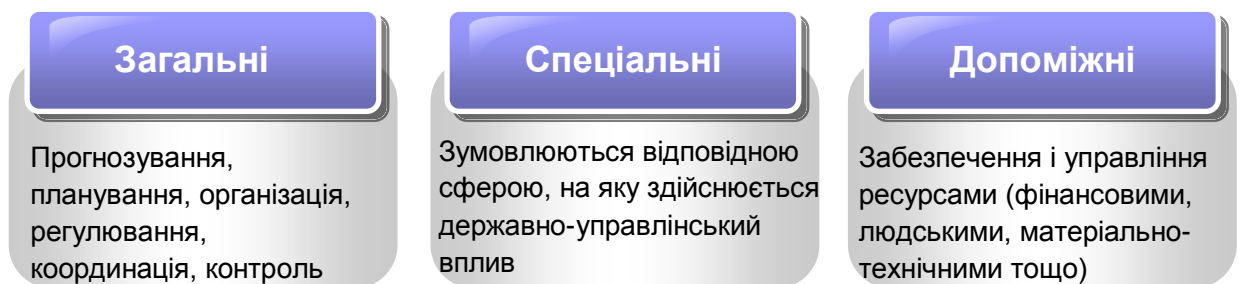 Загальні
Прогнозування,
планування, організація,
регулювання,
координація, контроль
Спеціальні
Зумовлюються відповідною
сферою, на яку здійснюється
державно-управлінський
вплив
Допоміжні
Забезпечення і управління
ресурсами (фінансовими,
людськими, матеріально-
технічними тощо)